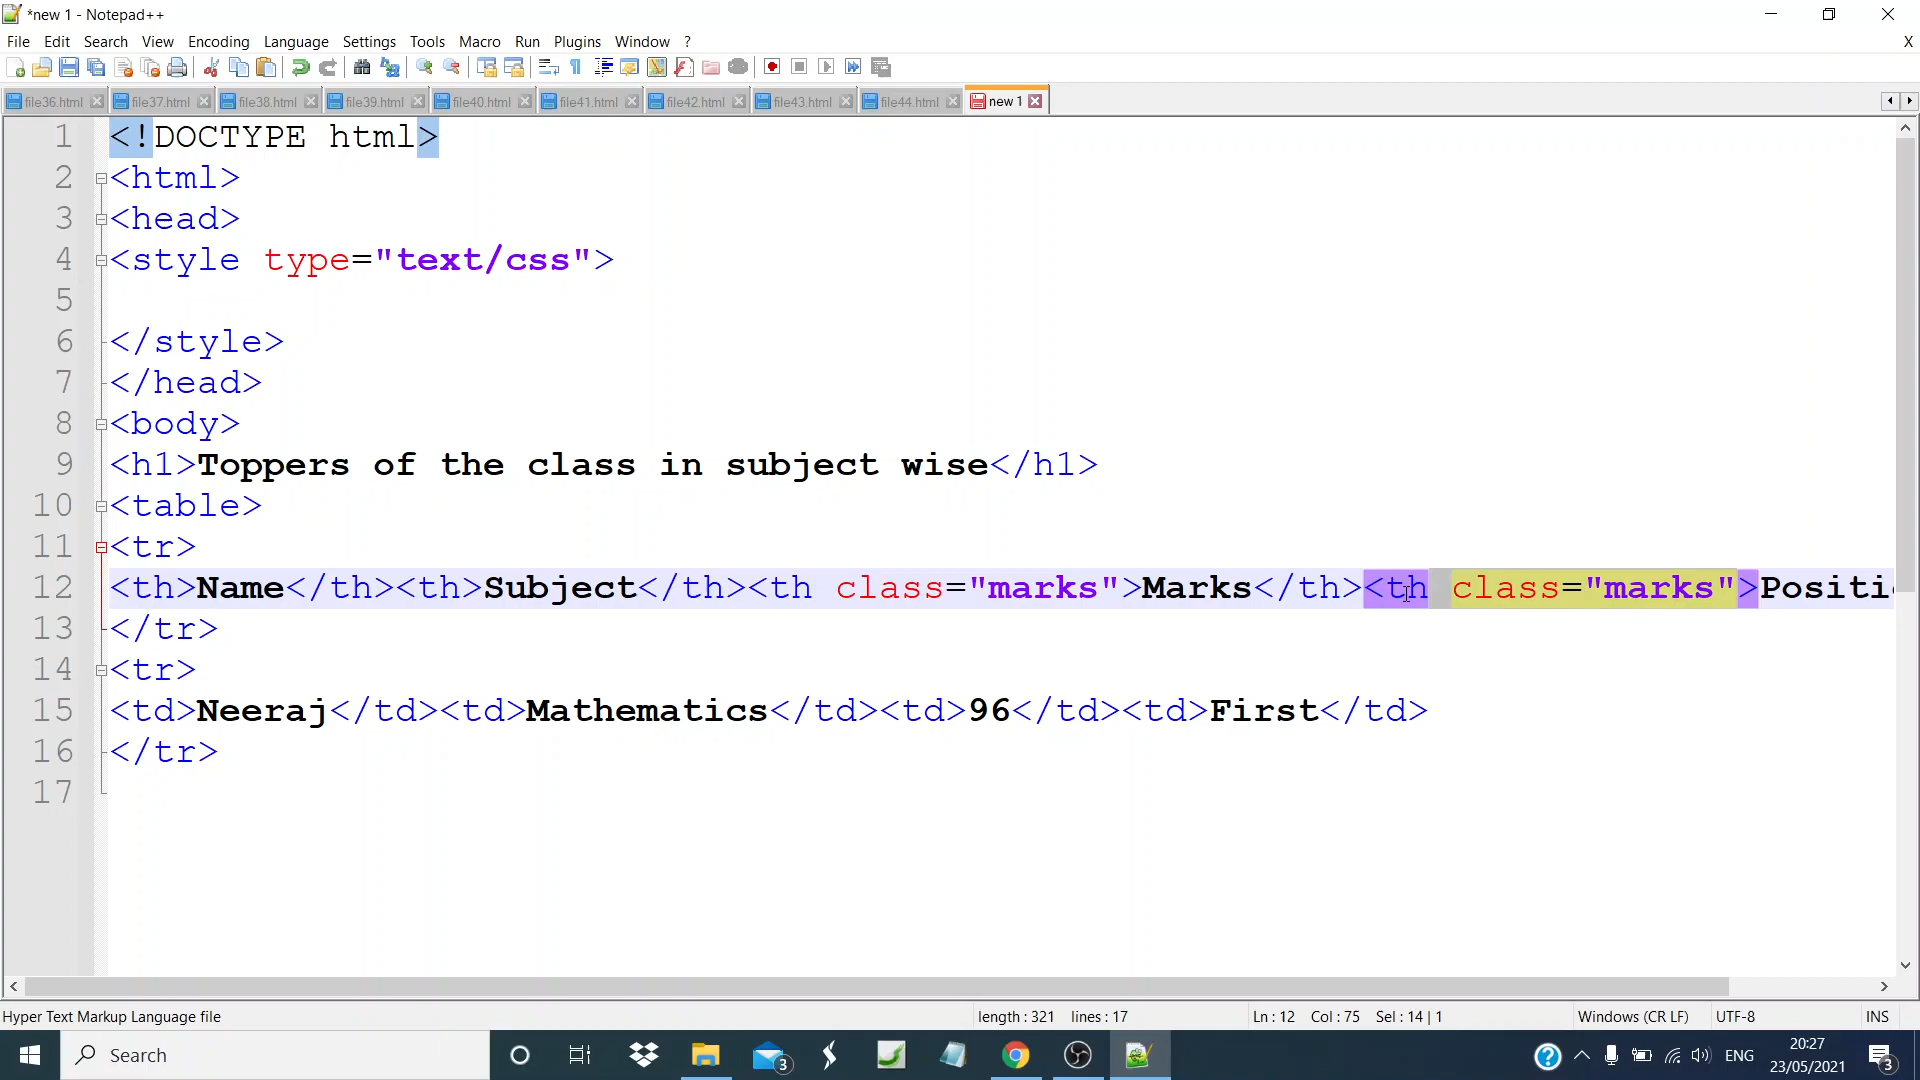 *new 1 - Notepad++
File Edit Search View Encoding Language Settings Tools Macro Run Plugins Window ? X
file36.html file37.html file38.html file39.html file40.html file41.html file42.html file43.html file44.html new 1
1 <!DOCTYPE html>
2 <html>
3 <head>
4 <style type="text/css">
5
6 </style>
7 </head>
8 <body>
9 <h1>Toppers of the class in subject wise</h1>
10 <table>
11 <tr>
12 <th>Name</th><th>Subject</th><th class="marks">Marks</th><th class="marks">Positi
13 </tr>
14 <tr>
15 <td>Neeraj</td><td>Mathematics</td><td>96</td><td>First</td>
16 </tr>
17
Hyper Text Markup Language file length : 321 lines : 17 Ln : 12 Col : 75 Sel : 14 | 1 Windows (CR LF) UTF-8 INS
Search 3 ENG 20:27 3
23/05/2021